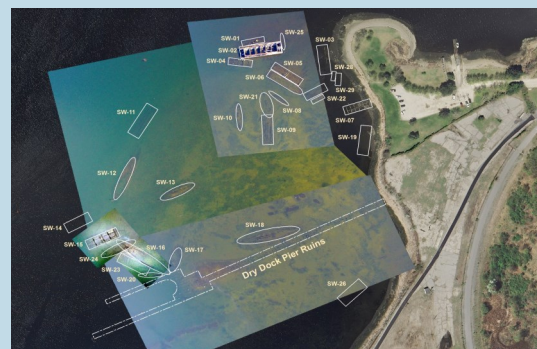 SW-01
SW-25
SW-02
SW-03
SW-04
SW-05
SW-06
SW-28
SW-29
SW-21
SW-08
SW-22
SW-11
SW-10
SW-07
SW-09
SW-19
SW-12
SW-13
SW-14
SW-18
SW-15
SW-16
SW-17
SW-24
SW-23
SW-20
Dry Dock Pier Ruins
SW-26